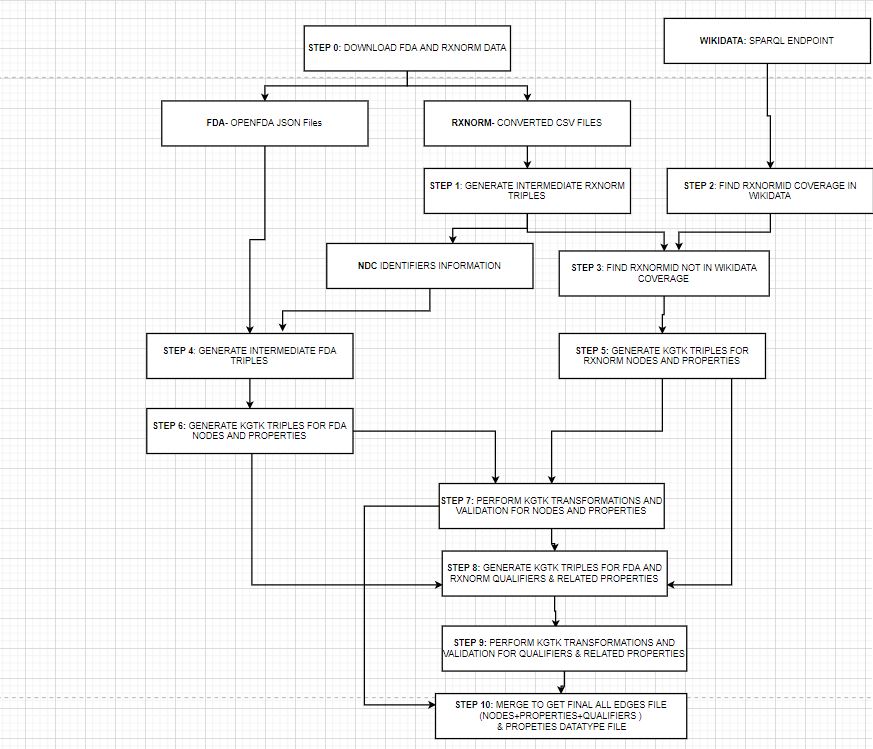 STEP 0: DOWNLOAD FDA AND RXNORM DATA
WIKIDATA: SPARQL ENDPOINT
FDA- OPENFDA JSON Files
RXNORM- CONVERTED CSV FILES
STEP 1: GENERATE INTERMEDIATE RXNORM
TRIPLES
STEP 2: FIND RXNORMID COVERAGE IN
WIKIDATA
NDC IDENTIFIERS INFORMATION
STEP 3: FIND RXNORMID NOT IN WIKIDATA
COVERAGE
STEP 4: GENERATE INTERMEDIATE FDA
TRIPLES
STEP 5: GENERATE KGTK TRIPLES FOR
RXNORM NODES AND PROPERTIES
STEP 6: GENERATE KGTK TRIPLES FOR FDA
NODES AND PROPERTIES
STEP 7: PERFORM KGTK TRANSFORMATIONS AND
VALIDATION FOR NODES AND PROPERTIES
STEP 8: GENERATE KGTK TRIPLES FOR FDA AND
RXNORM QUALIFIERS & RELATED PROPERTIES
STEP 9: PERFORM KGTK TRANSFORMATIONS AND
VALIDATION FOR QUALIFIERS & RELATED PROPERTIES
STEP 10: MERGE TO GET FINAL ALL EDGES FILE
(NODES+PROPERTIES+QUALIFIERS )
& PROPETIES DATATYPE FILE